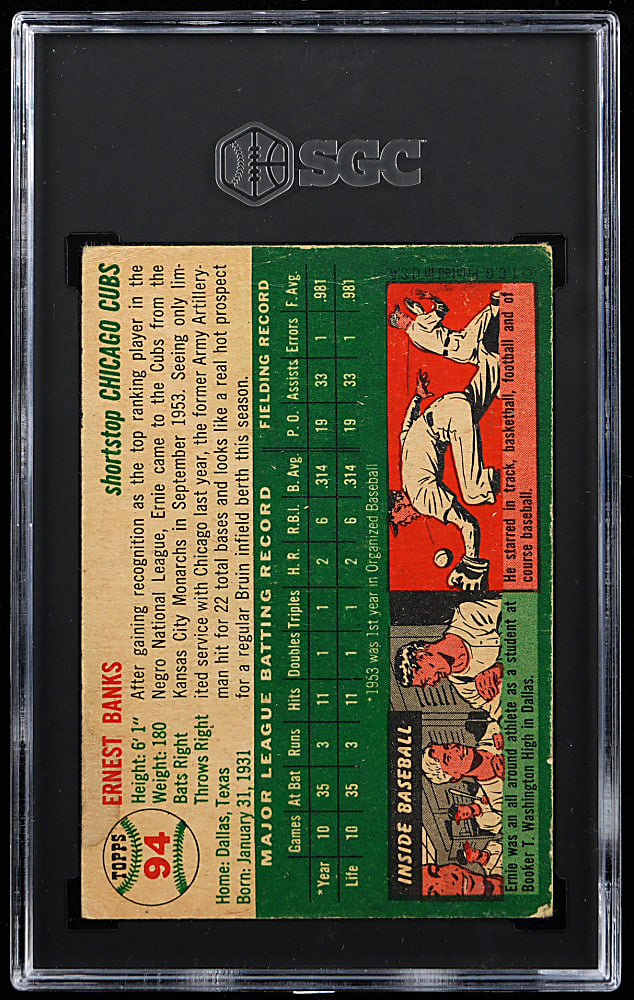 SGC
TOPPS
94
ERNEST BANKS
shortstop CHICAGO CUBS
Height: 6' 1"
Weight: 180
Bats Right
Throws Right
Home: Dallas, Texas
Born: January 31, 1931
After gaining recognition as the top ranking player in the
Negro National League, Ernie came to the Cubs from the
Kansas City Monarchs in September 1953. Seeing only lim-
ited service with Chicago last year, the former Army Artillery-
man hit for 22 total bases and looks like a real hot prospect
for a regular Bruin infield berth this season.
MAJOR LEAGUE BATTING RECORD FIELDING RECORD
Games At Bat Runs Hits Doubles Triples H.R. R.B.I. B. Avg. P. O. Assists Errors F. Avg.
*Year 10 35 3 11 1 1 2 6 .314 19 33 1 .981
Life 10 35 3 11 1 1 2 6 .314 19 33 1 .981
*1953 was 1st year in Organized Baseball
INSIDE BASEBALL
Ernie was an all around athlete as a student at
Booker T. Washington High in Dallas.
He starred in track, basketball, football and of
course baseball.
© T.C.G. Printed in U.S.A.